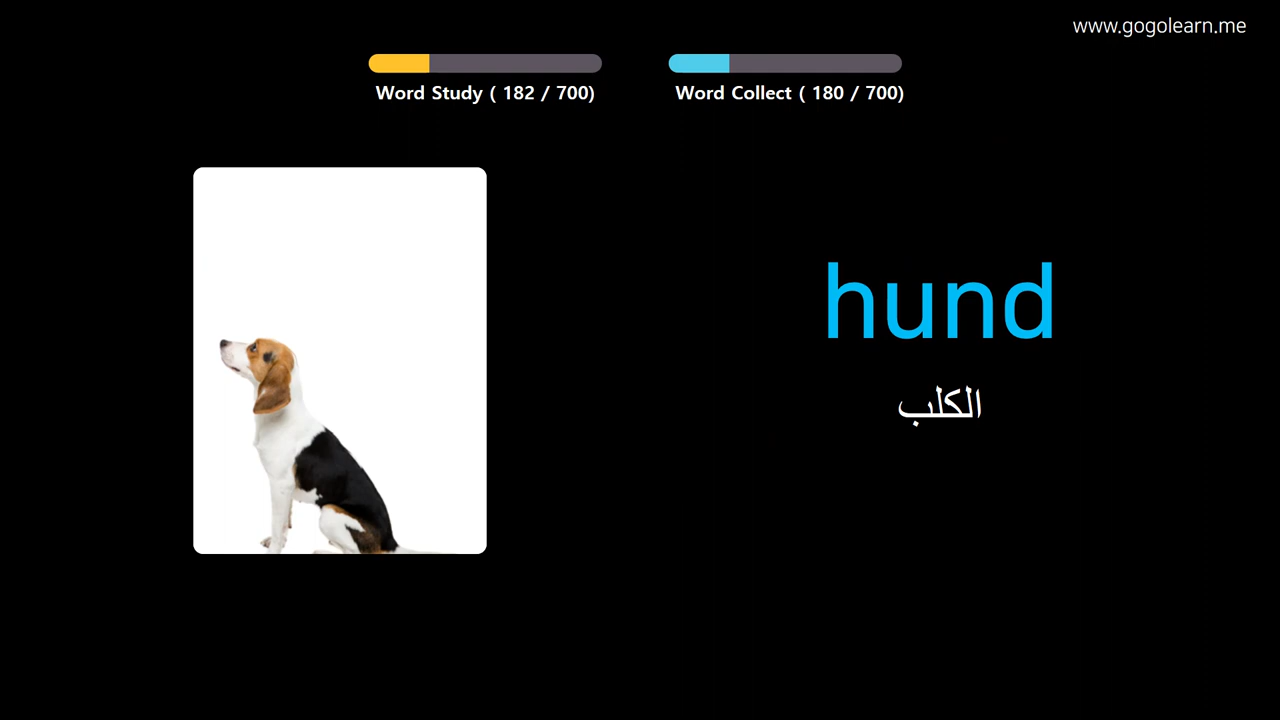 www.gogolearn.me
Word Study ( 182 / 700)
Word Collect ( 180 / 700)
hund
الكلب